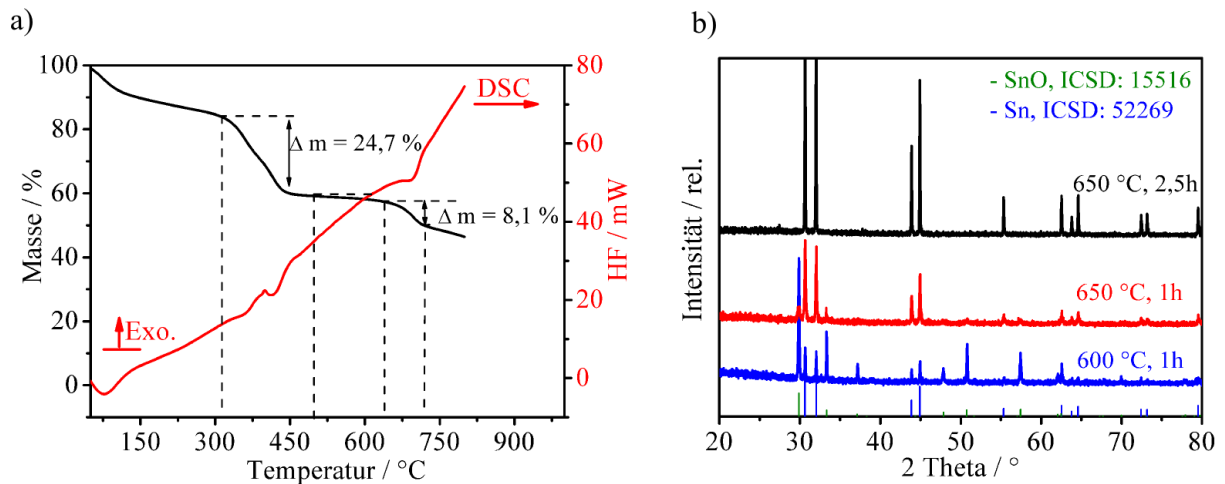 a)
100
80
60
40
20
0
Masse / %
0
150
300
450
600
750
900
Temperatur / °C
80
60
40
20
0
HF / mW
DSC
Δ m = 24,7 %
Δ m = 8,1 %
Exo.
b)
- SnO, ICSD: 15516
- Sn, ICSD: 52269
650 °C, 2,5h
650 °C, 1h
600 °C, 1h
Intensität / rel.
20
30
40
50
60
70
80
2 Theta / °